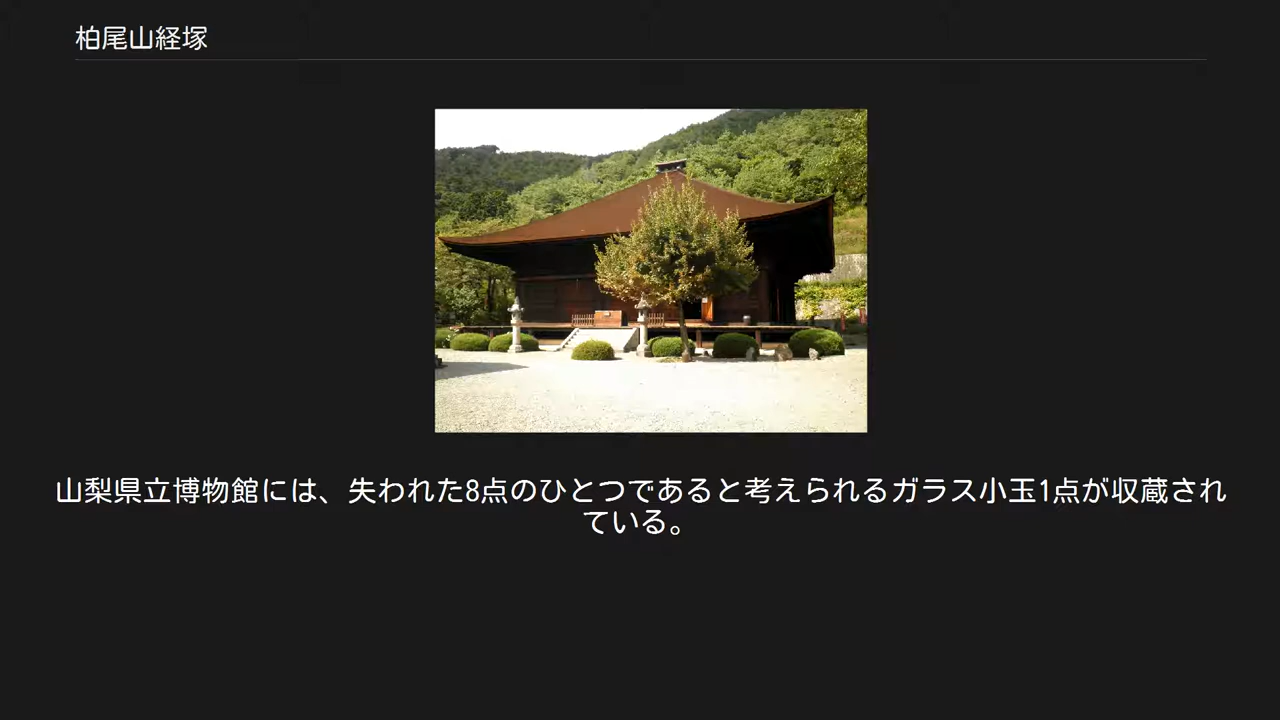 柏尾山経塚
山梨県立博物館には、失われた8点のひとつであると考えられるガラス小玉1点が収蔵され
ている。